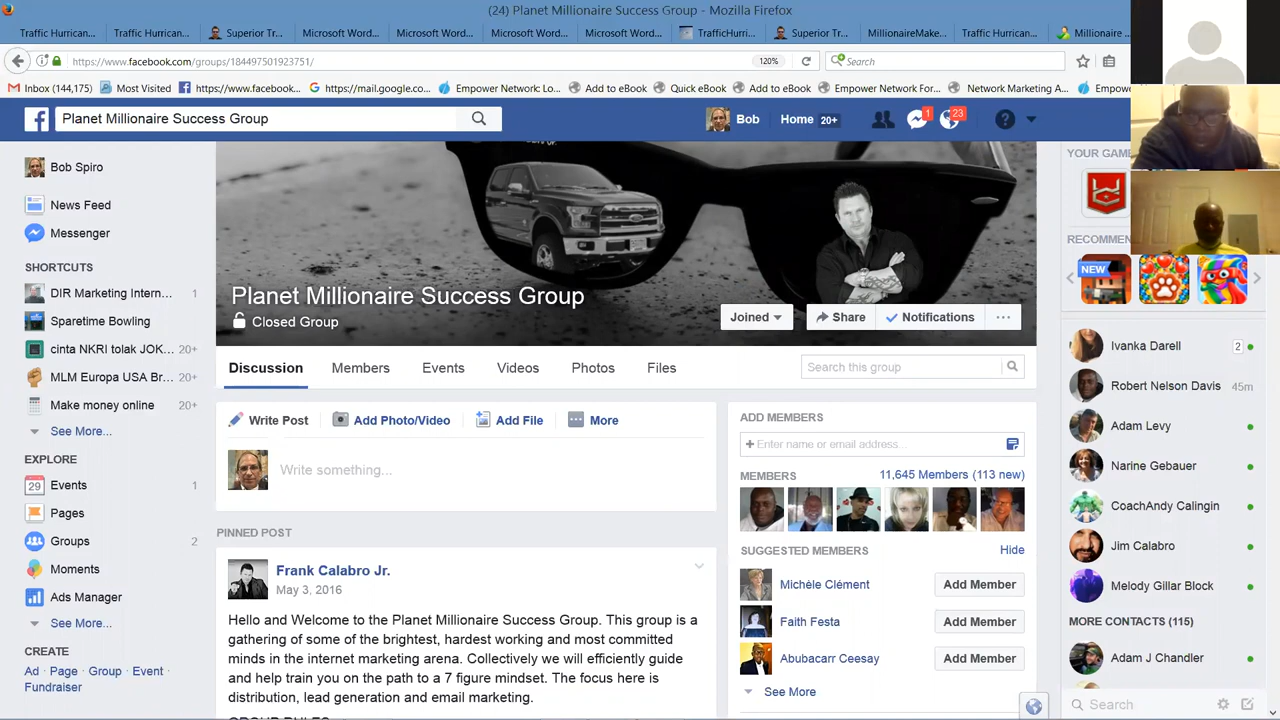 (24) Planet Millionaire Success Group - Mozilla Firefox
Traffic Hurrican... Traffic Hurrican... Superior Tr... Microsoft Word... Microsoft Word... Microsoft Word... Microsoft Word... TrafficHurri... Superior Tr... MillionaireMake... Traffic Hurrican... Millionaire ...
https://www.facebook.com/groups/184497501923751/ 120% Search
Inbox (144,175) Most Visited https://www.facebook... https://mail.google.co... Empower Network: Lo... Add to eBook Quick eBook Add to eBook Empower Network For... Network Marketing A... Empowe
Planet Millionaire Success Group Bob Home 20+ 1 23
Bob Spiro
News Feed
Messenger
SHORTCUTS
DIR Marketing Intern... 1
Sparetime Bowling
cinta NKRI tolak JOK... 20+
MLM Europa USA Br... 20+
Make money online 20+
See More...
EXPLORE
29 Events 1
Pages
Groups 2
Moments
Ads Manager
See More...
CREATE
Ad · Page · Group · Event ·
Fundraiser
Planet Millionaire Success Group
Closed Group
Joined Share Notifications ...
Discussion Members Events Videos Photos Files Search this group
Write Post Add Photo/Video Add File More
Write something...
PINNED POST
Frank Calabro Jr.
May 3, 2016
Hello and Welcome to the Planet Millionaire Success Group. This group is a
gathering of some of the brightest, hardest working and most committed
minds in the internet marketing arena. Collectively we will efficiently guide
and help train you on the path to a 7 figure mindset. The focus here is
distribution, lead generation and email marketing.
GROUP RULES
ADD MEMBERS
+ Enter name or email address...
MEMBERS 11,645 Members (113 new)
SUGGESTED MEMBERS Hide
Michèle Clément Add Member
Faith Festa Add Member
Abubacarr Ceesay Add Member
See More
YOUR GAME
RECOMMEN
NEW
Ivanka Darell 2
Robert Nelson Davis 45m
Adam Levy
Narine Gebauer
CoachAndy Calingin
Jim Calabro
Melody Gillar Block
MORE CONTACTS (115)
Adam J Chandler
Search